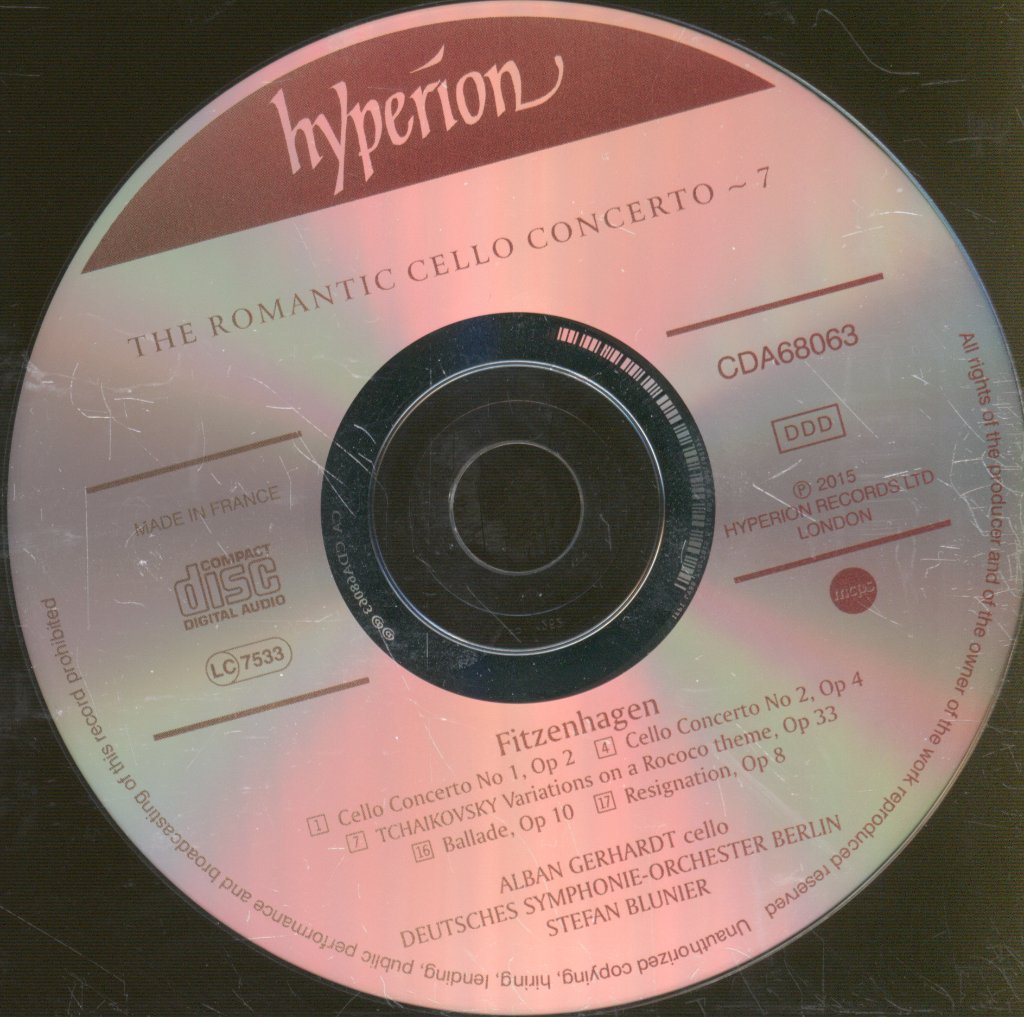 hyperion
THE ROMANTIC CELLO CONCERTO ~ 7
CDA68063
DDD
℗ 2015
HYPERION RECORDS LTD
LONDON
mcps
MADE IN FRANCE
COMPACT
disc
DIGITAL AUDIO
LC 7533
Fitzenhagen
1 Cello Concerto No 1, Op 2 4 Cello Concerto No 2, Op 4
7 TCHAIKOVSKY Variations on a Rococo theme, Op 33
16 Ballade, Op 10 17 Resignation, Op 8
ALBAN GERHARDT cello
DEUTSCHES SYMPHONIE-ORCHESTER BERLIN
STEFAN BLUNIER
All rights of the producer and of the owner of the work reproduced reserved
Unauthorized copying, hiring, lending, public performance and broadcasting of this record prohibited